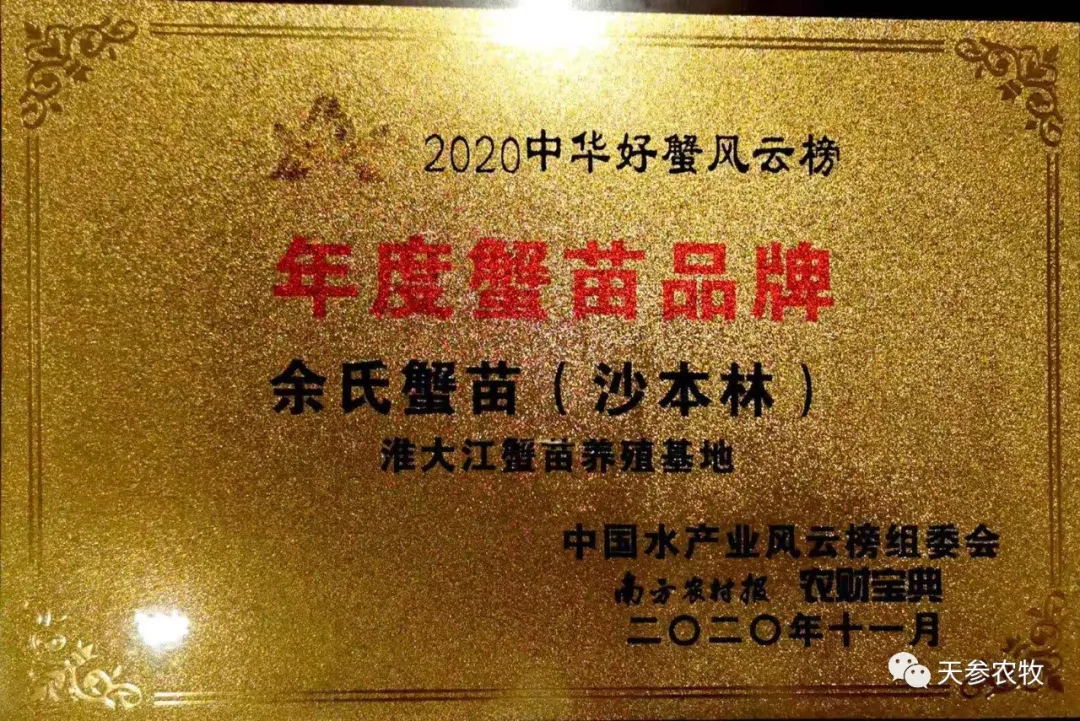 2020中华好蟹风云榜
年度蟹苗品牌
余氏蟹苗（沙本林）
淮大江蟹苗养殖基地
中国水产业风云榜组委会
南方农村报 农财宝典
二〇二〇年十一月
天参农牧